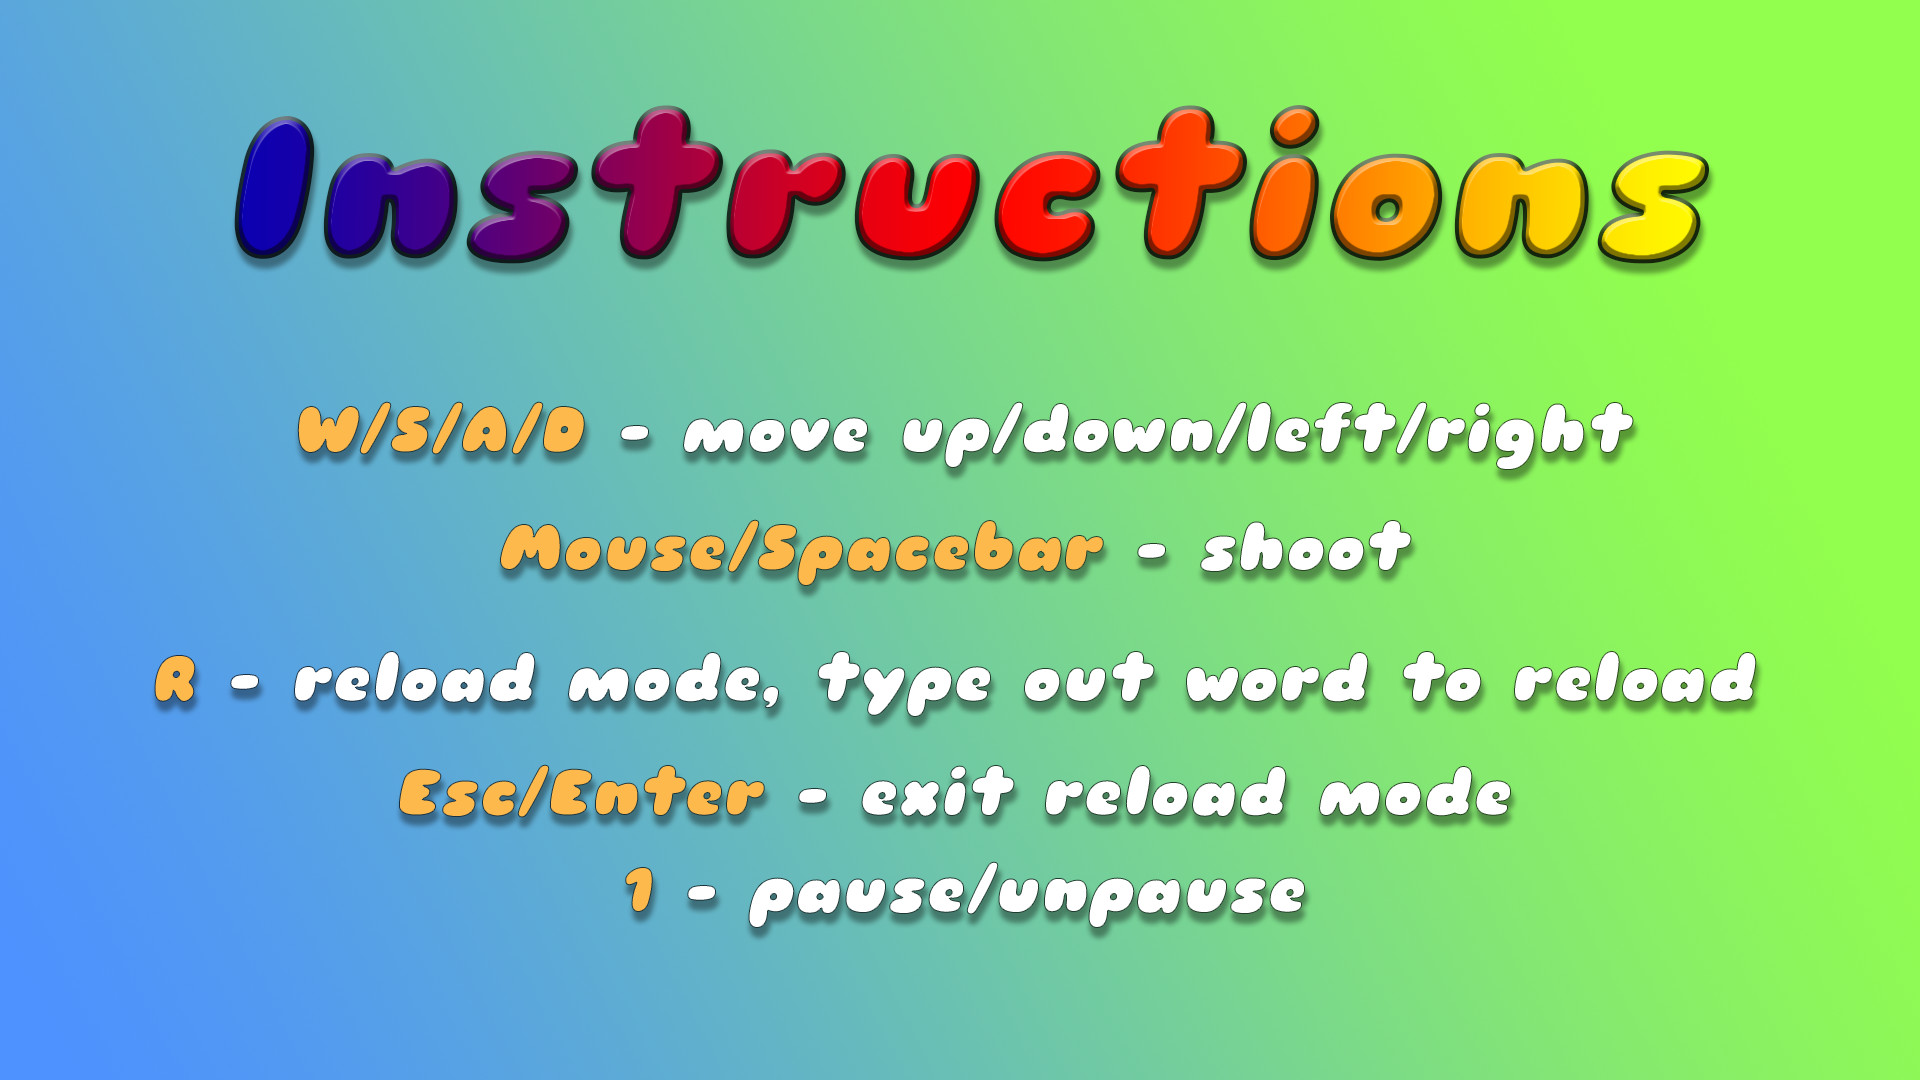 Instructions
W/S/A/D - move up/down/left/right
Mouse/Spacebar - shoot
R - reload mode, type out word to reload
Esc/Enter - exit reload mode
1 - pause/unpause